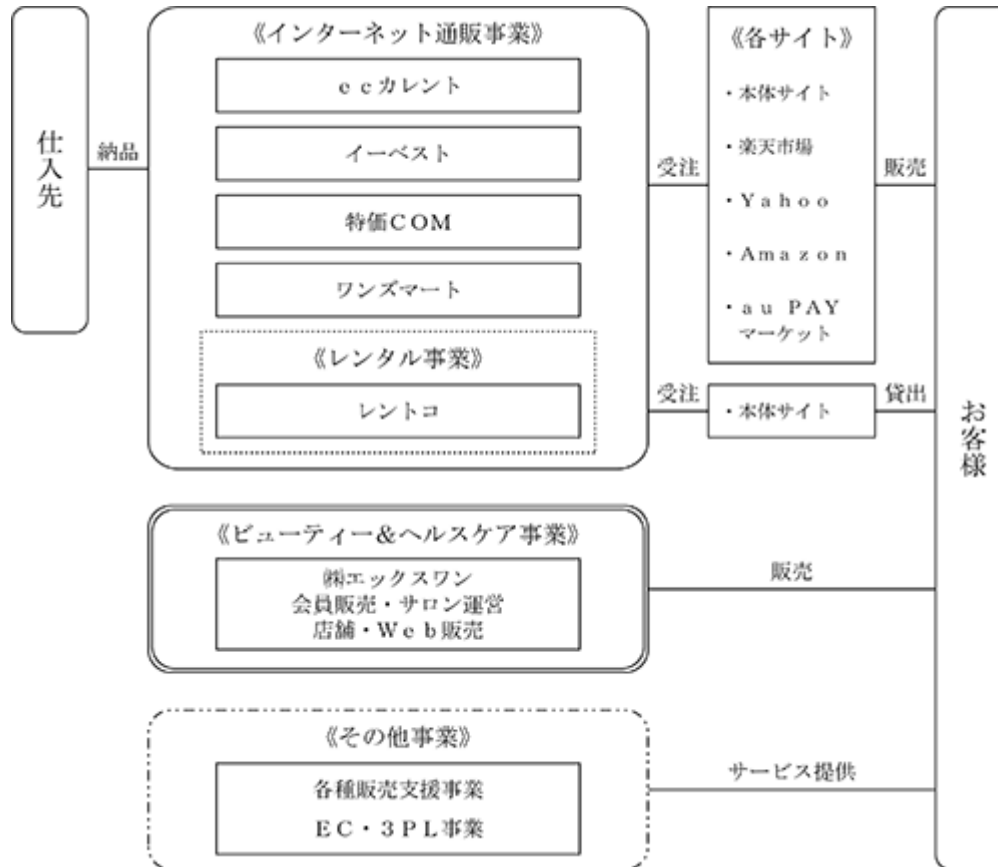 仕入先
納品
《インターネット通販事業》
ｅｃカレント
イーベスト
特価ＣＯＭ
ワンズマート
《レンタル事業》
レントコ
受注
受注
《各サイト》
・本体サイト
・楽天市場
・Ｙａｈｏｏ
・Ａｍａｚｏｎ
・ａｕ ＰＡＹ
マーケット
・本体サイト
販売
貸出
お客様
《ビューティー＆ヘルスケア事業》
㈱エックスワン
会員販売・サロン運営
店舗・Ｗｅｂ販売
販売
《その他事業》
各種販売支援事業
ＥＣ・３ＰＬ事業
サービス提供